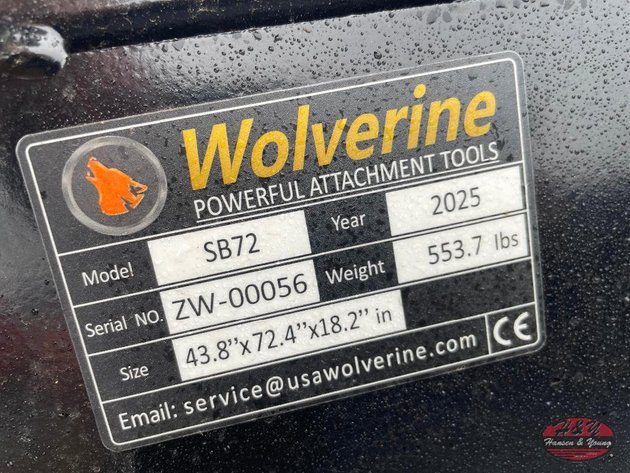 Wolverine
POWERFUL ATTACHMENT TOOLS
Model SB72 Year 2025
Serial NO. ZW-00056 Weight 553.7 lbs
Size 43.8’’x72.4’’x18.2’’ in
Email: service@usawolverine.com CE
H&Y
Hansen & Young